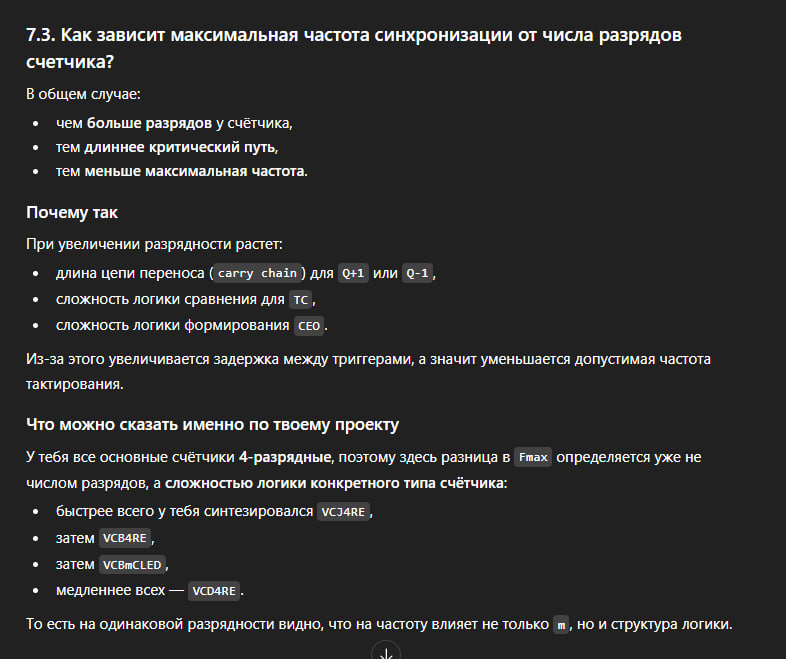 7.3. Как зависит максимальная частота синхронизации от числа разрядов
счетчика?
В общем случае:
• чем больше разрядов у счётчика,
• тем длиннее критический путь,
• тем меньше максимальная частота.
Почему так
При увеличении разрядности растет:
• длина цепи переноса (carry chain) для Q+1 или Q-1,
• сложность логики сравнения для TC,
• сложность логики формирования CEO.
Из-за этого увеличивается задержка между триггерами, а значит уменьшается допустимая частота
тактирования.
Что можно сказать именно по твоему проекту
У тебя все основные счётчики 4-разрядные, поэтому здесь разница в Fmax определяется уже не
числом разрядов, а сложностью логики конкретного типа счётчика:
• быстрее всего у тебя синтезировался VCJ4RE,
• затем VCB4RE,
• затем VCBmCLED,
• медленнее всех — VCD4RE.
То есть на одинаковой разрядности видно, что на частоту влияет не только m, но и структура логики.